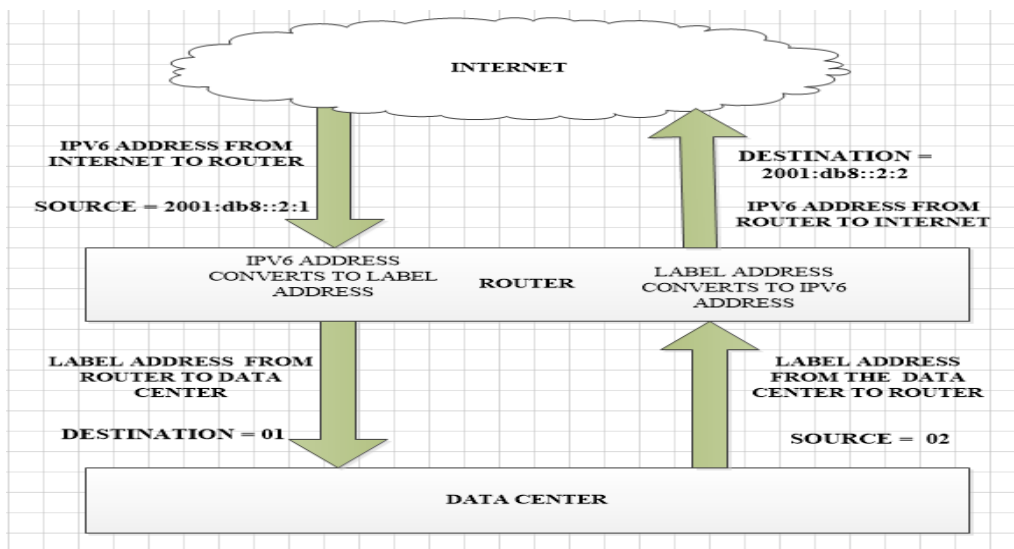 INTERNET
IPV6 ADDRESS FROM
INTERNET TO ROUTER
SOURCE = 2001:db8::2:1
DESTINATION =
2001:db8::2:2
IPV6 ADDRESS FROM
ROUTER TO INTERNET
IPV6 ADDRESS
CONVERTS TO LABEL
ADDRESS
ROUTER
LABEL ADDRESS
CONVERTS TO IPV6
ADDRESS
LABEL ADDRESS FROM
ROUTER TO DATA
CENTER
DESTINATION = 01
LABEL ADDRESS
FROM THE DATA
CENTER TO ROUTER
SOURCE = 02
DATA CENTER